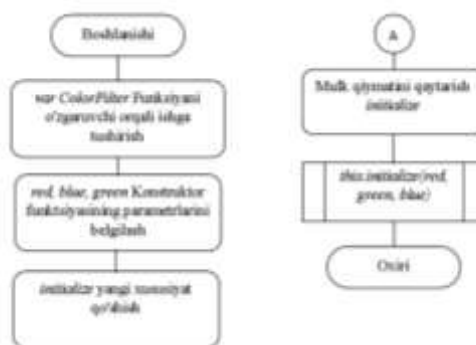 Boshlanishi
var ColorFilter Funksiyani
o'zgaruvchi orqali ishga
tushirish
red, blue, green Konstruktor
funktsiyasining parametrlarini
belgilash
initialize yangi xususiyat
qo'shish
A
Mulk qiymatini qaytarish
initialize
this.initialize(red,
green, blue)
Oxiri